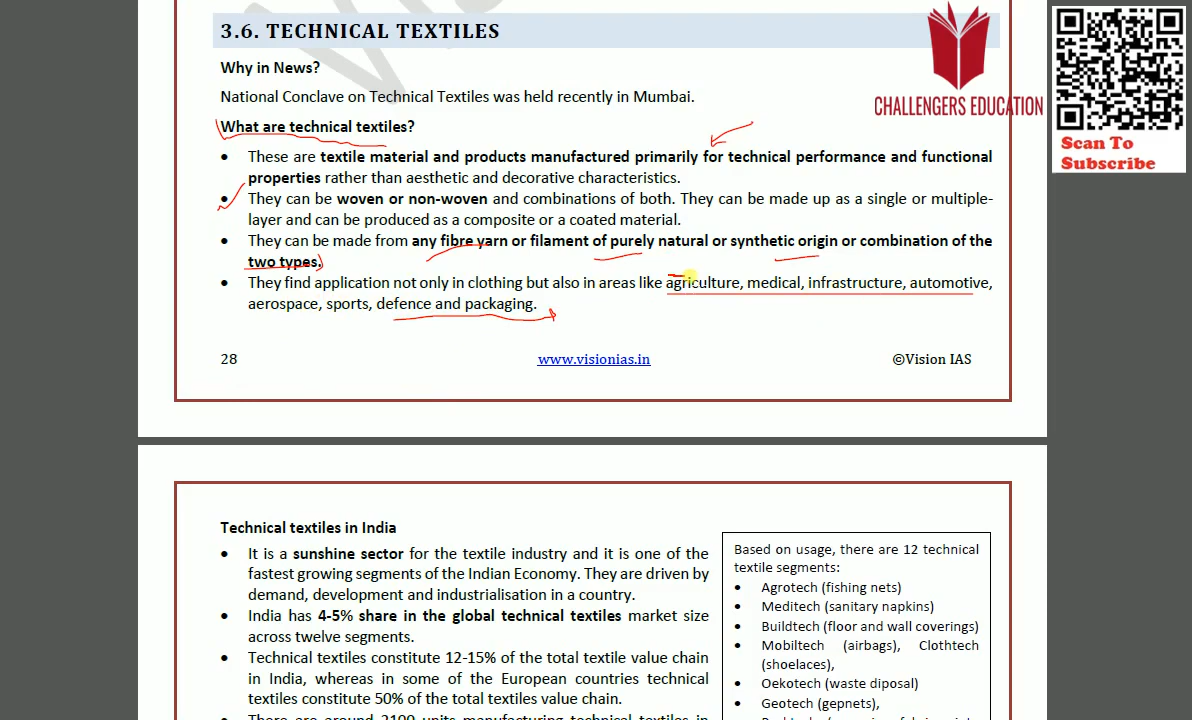 3.6. TECHNICAL TEXTILES
CHALLENGERS EDUCATION
Scan To
Subscribe
Why in News?
National Conclave on Technical Textiles was held recently in Mumbai.
What are technical textiles?
• These are textile material and products manufactured primarily for technical performance and functional
properties rather than aesthetic and decorative characteristics.
• They can be woven or non-woven and combinations of both. They can be made up as a single or multiple-
layer and can be produced as a composite or a coated material.
• They can be made from any fibre yarn or filament of purely natural or synthetic origin or combination of the
two types.
• They find application not only in clothing but also in areas like agriculture, medical, infrastructure, automotive,
aerospace, sports, defence and packaging.
28 www.visionias.in ©Vision IAS
Technical textiles in India
• It is a sunshine sector for the textile industry and it is one of the
fastest growing segments of the Indian Economy. They are driven by
demand, development and industrialisation in a country.
• India has 4-5% share in the global technical textiles market size
across twelve segments.
• Technical textiles constitute 12-15% of the total textile value chain
in India, whereas in some of the European countries technical
textiles constitute 50% of the total textiles value chain.
• There are around 2100 units manufacturing technical textiles in
Based on usage, there are 12 technical
textile segments:
• Agrotech (fishing nets)
• Meditech (sanitary napkins)
• Buildtech (floor and wall coverings)
• Mobiltech (airbags), Clothtech
(shoelaces),
• Oekotech (waste diposal)
• Geotech (gepnets),